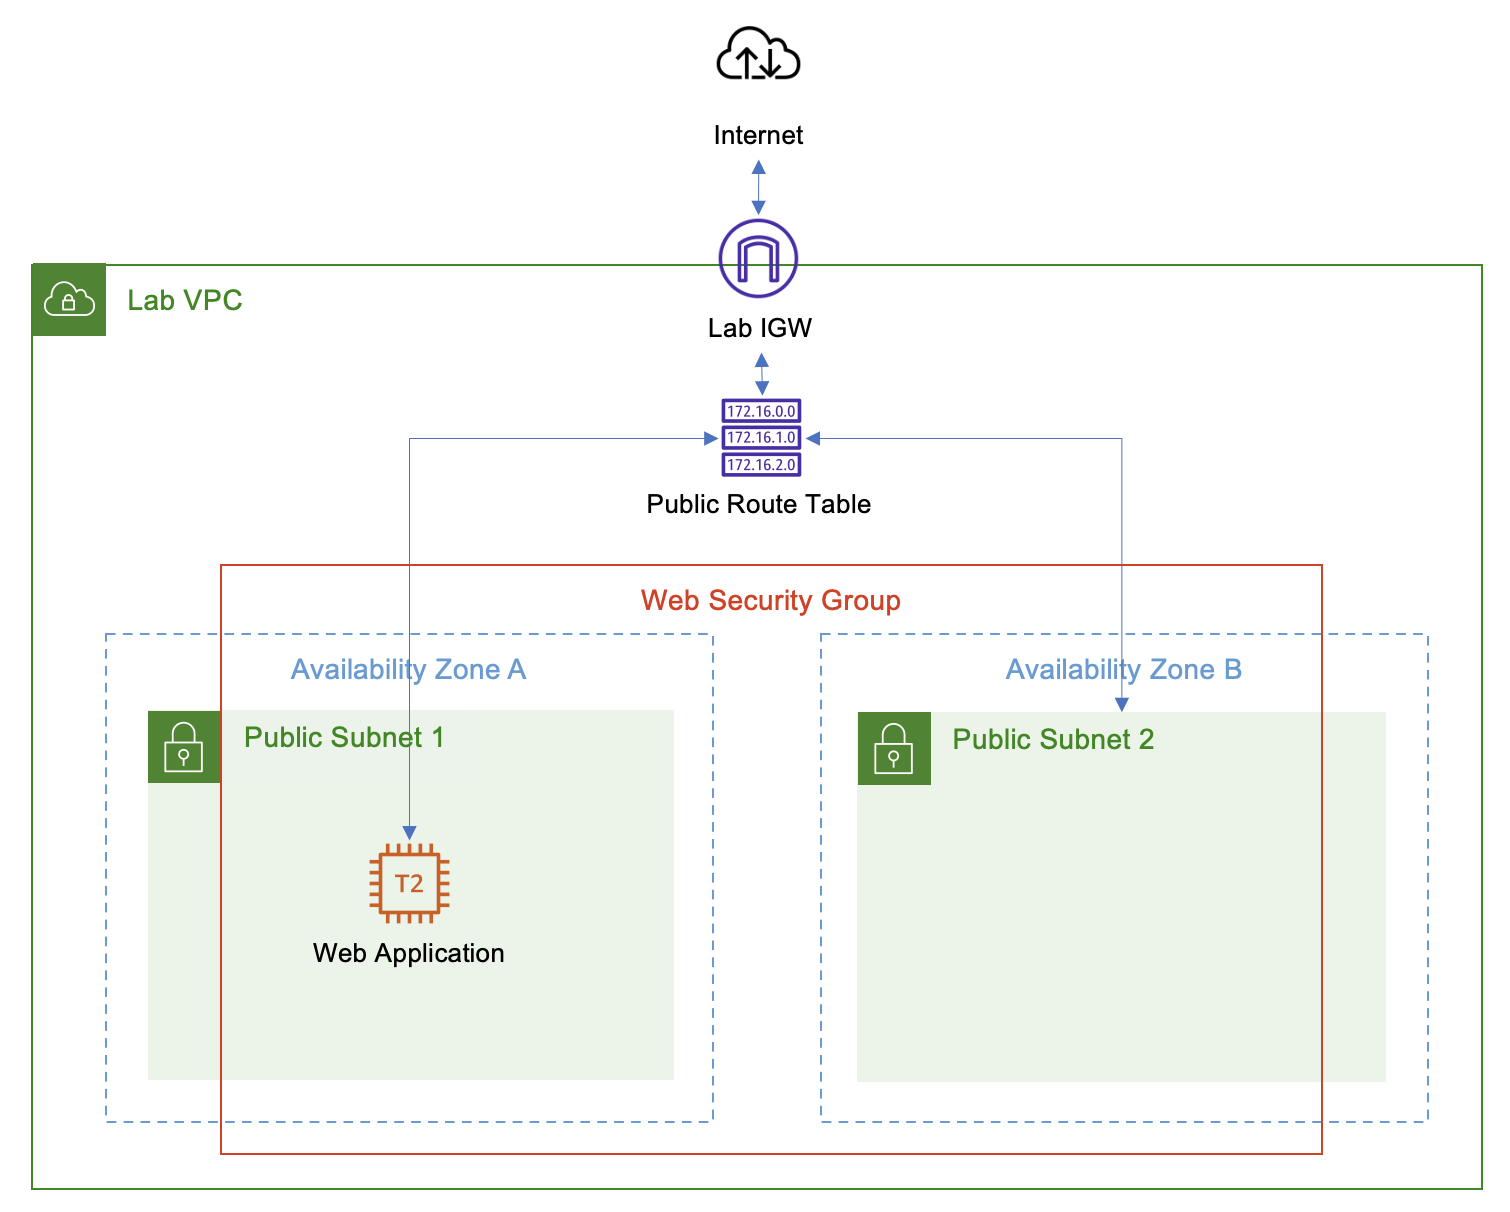 Internet
Lab VPC
Lab IGW
172.16.0.0
172.16.1.0
172.16.2.0
Public Route Table
Web Security Group
Availability Zone A
Availability Zone B
Public Subnet 1
Public Subnet 2
T2
Web Application